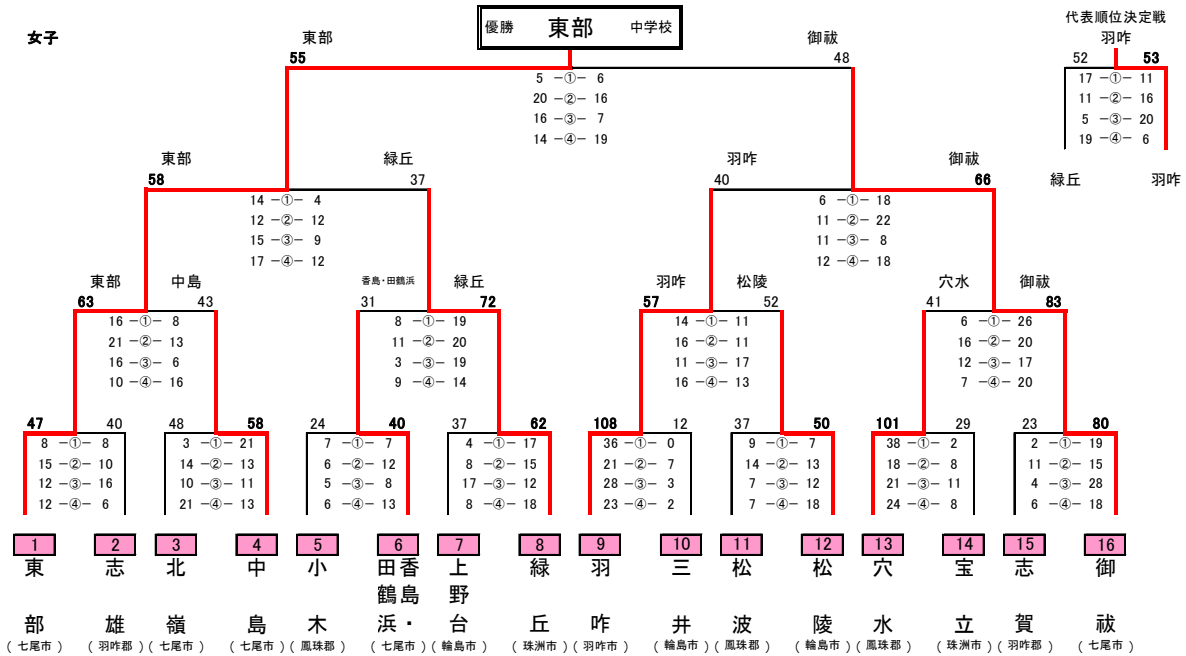 女子
優勝 東部 中学校
代表順位決定戦
羽咋
東部 御祓
55 48 52 53
5 －①－ 6
20 －②－ 16
16 －③－ 7
14 －④－ 19
17 －①－ 11
11 －②－ 16
5 －③－ 20
19 －④－ 6
緑丘 羽咋
東部 緑丘 羽咋 御祓
58 37 40 66
14 －①－ 4
12 －②－ 12
15 －③－ 9
17 －④－ 12
6 －①－ 18
11 －②－ 22
11 －③－ 8
12 －④－ 18
東部 中島 香島・田鶴浜 緑丘 羽咋 松陵 穴水 御祓
63 43 31 72 57 52 41 83
16 －①－ 8
21 －②－ 13
16 －③－ 6
10 －④－ 16
8 －①－ 19
11 －②－ 20
3 －③－ 19
9 －④－ 14
14 －①－ 11
16 －②－ 11
11 －③－ 17
16 －④－ 13
6 －①－ 26
16 －②－ 20
12 －③－ 17
7 －④－ 20
47 40 48 58 24 40 37 62 108 12 37 50 101 29 23 80
8 －①－ 8
15 －②－ 10
12 －③－ 16
12 －④－ 6
3 －①－ 21
14 －②－ 13
10 －③－ 11
21 －④－ 13
7 －①－ 7
6 －②－ 12
5 －③－ 8
6 －④－ 13
4 －①－ 17
8 －②－ 15
17 －③－ 12
8 －④－ 18
36 －①－ 0
21 －②－ 7
28 －③－ 3
23 －④－ 2
9 －①－ 7
14 －②－ 13
7 －③－ 12
7 －④－ 18
38 －①－ 2
18 －②－ 8
21 －③－ 11
24 －④－ 8
2 －①－ 19
11 －②－ 15
4 －③－ 28
6 －④－ 18
1 2 3 4 5 6 7 8 9 10 11 12 13 14 15 16
東部
志雄
北嶺
中島
小木
香島・
田鶴浜
上野台
緑丘
羽咋
三井
松波
松陵
穴水
宝立
志賀
御祓
（七尾市） （羽咋郡） （七尾市） （七尾市） （鳳珠郡） （七尾市） （輪島市） （珠洲市） （羽咋市） （輪島市） （鳳珠郡） （輪島市） （鳳珠郡） （珠洲市） （羽咋郡） （七尾市）